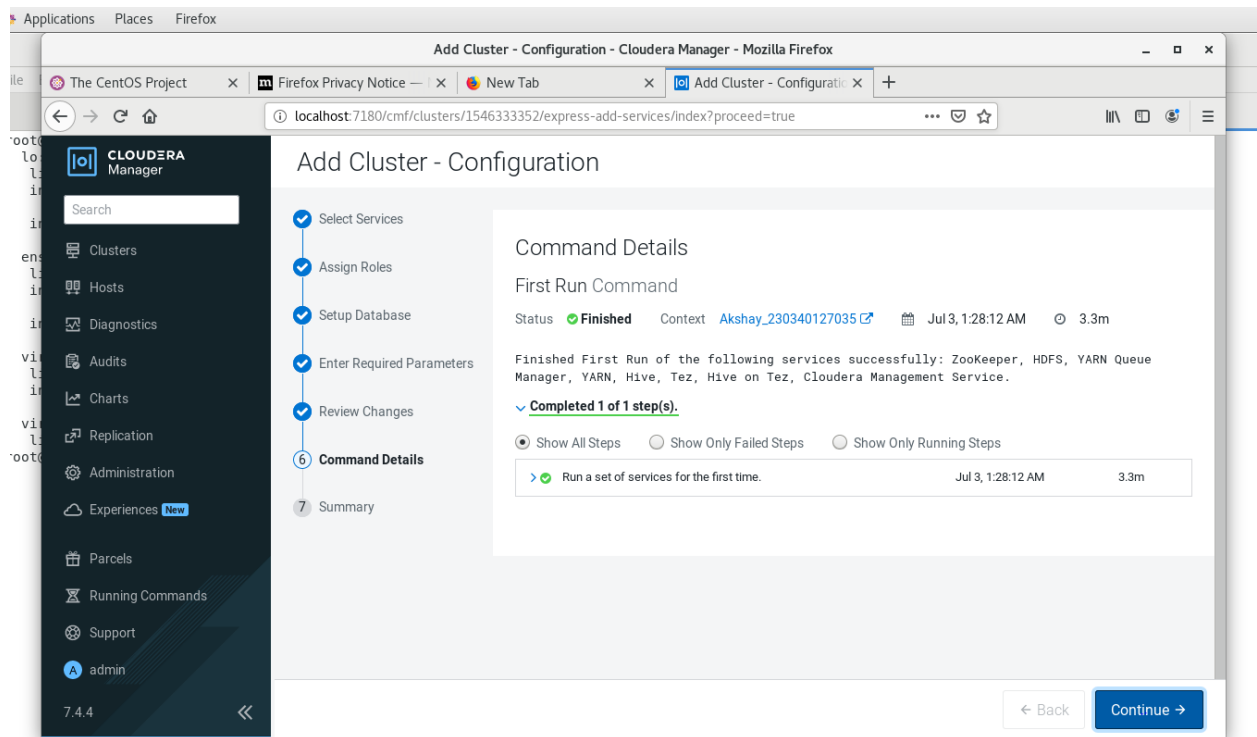 Applications Places Firefox
Add Cluster - Configuration - Cloudera Manager - Mozilla Firefox
The CentOS Project
Firefox Privacy Notice —
New Tab
Add Cluster - Configuratio
localhost:7180/cmf/clusters/1546333352/express-add-services/index?proceed=true
CLOUDERA
Manager
Search
Clusters
Hosts
Diagnostics
Audits
Charts
Replication
Administration
Experiences New
Parcels
Running Commands
Support
A admin
7.4.4
Add Cluster - Configuration
Select Services
Assign Roles
Setup Database
Enter Required Parameters
Review Changes
6 Command Details
7 Summary
Command Details
First Run Command
Status Finished Context Akshay_230340127035 Jul 3, 1:28:12 AM 3.3m
Finished First Run of the following services successfully: ZooKeeper, HDFS, YARN Queue
Manager, YARN, Hive, Tez, Hive on Tez, Cloudera Management Service.
Completed 1 of 1 step(s).
Show All Steps Show Only Failed Steps Show Only Running Steps
Run a set of services for the first time. Jul 3, 1:28:12 AM 3.3m
← Back Continue →